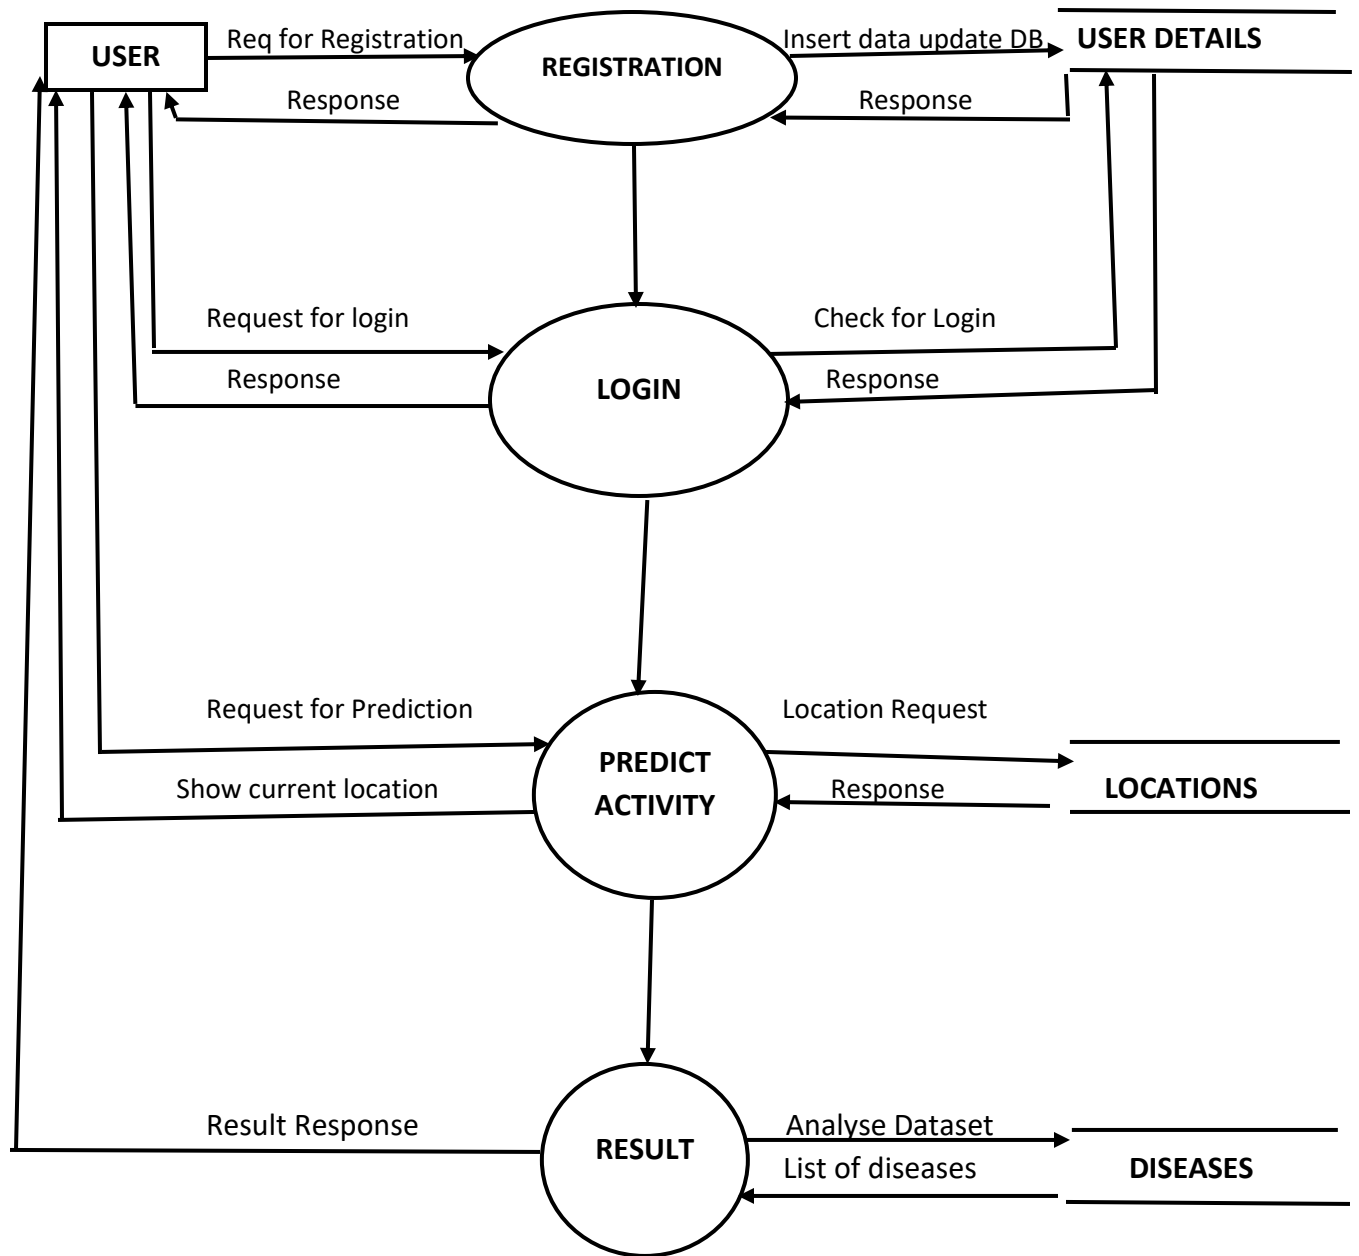 USER
Req for Registration
REGISTRATION
Insert data update DB
USER DETAILS
Response
Response
Request for login
Check for Login
Response
LOGIN
Response
Request for Prediction
Location Request
PREDICT
ACTIVITY
Show current location
Response
LOCATIONS
Result Response
RESULT
Analyse Dataset
List of diseases
DISEASES